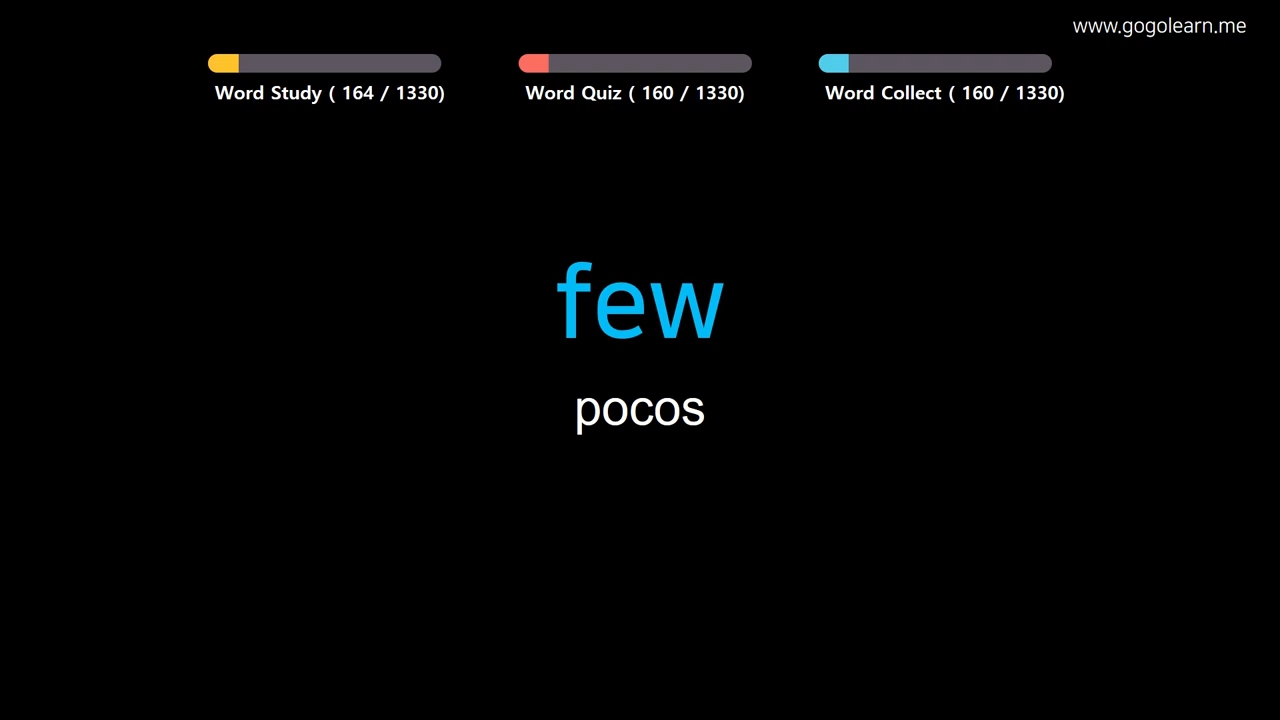 www.gogolearn.me
Word Study ( 164 / 1330)
Word Quiz ( 160 / 1330)
Word Collect ( 160 / 1330)
few
pocos